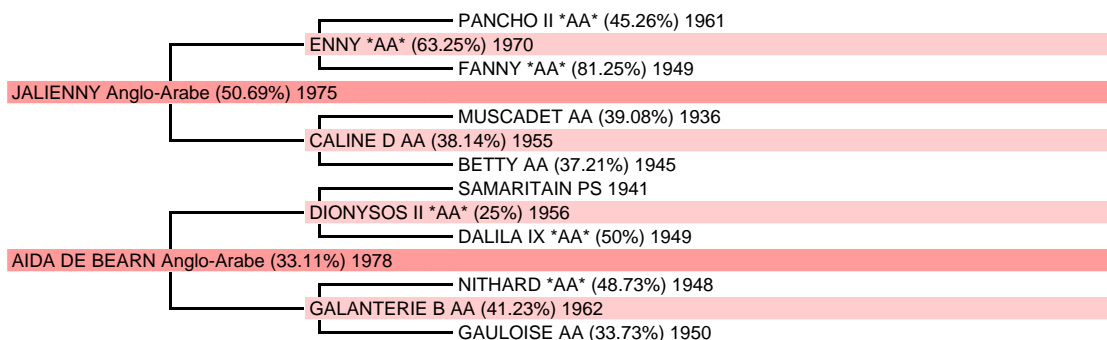 PANCHO II *AA* (45.26%) 1961
ENNY *AA* (63.25%) 1970
FANNY *AA* (81.25%) 1949
JALIENNY Anglo-Arabe (50.69%) 1975
MUSCADET AA (39.08%) 1936
CALINE D AA (38.14%) 1955
BETTY AA (37.21%) 1945
SAMARITAIN PS 1941
DIONYSOS II *AA* (25%) 1956
DALILA IX *AA* (50%) 1949
AIDA DE BEARN Anglo-Arabe (33.11%) 1978
NITHARD *AA* (48.73%) 1948
GALANTERIE B AA (41.23%) 1962
GAULOISE AA (33.73%) 1950